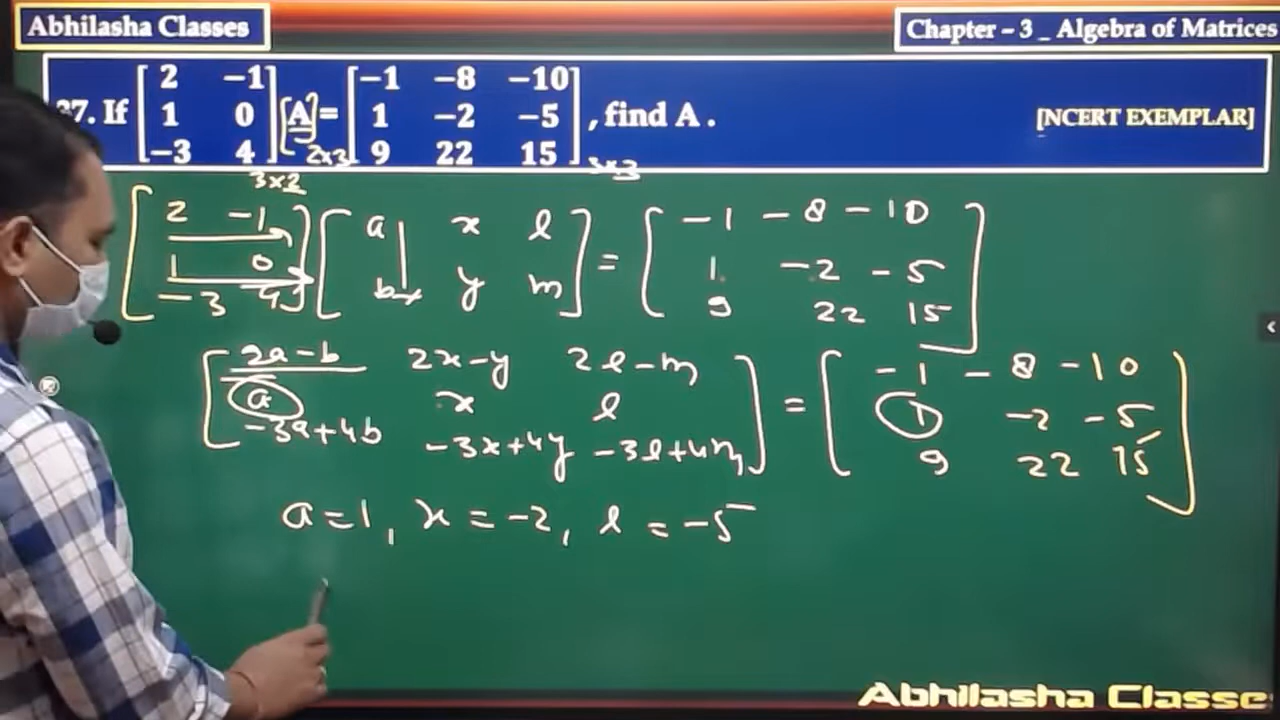 Abhilasha Classes
Chapter – 3 _ Algebra of Matrices
37. If [ 2 -1 ] [A] = [ -1 -8 -10 ] , find A . [NCERT EXEMPLAR]
1 0 1 -2 -5
-3 4 9 22 15
3×2 2×3 3×3
[ 2 -1 ] [ a x l ] = [ -1 -8 -10 ]
1 0 b y m 1 -2 -5
-3 4 9 22 15
[ 2a-b 2x-y 2l-m ] = [ -1 -8 -10 ]
a x l 1 -2 -5
-3a+4b -3x+4y -3l+4m 9 22 15
a=1, x=-2, l=-5
Abhilasha Classe